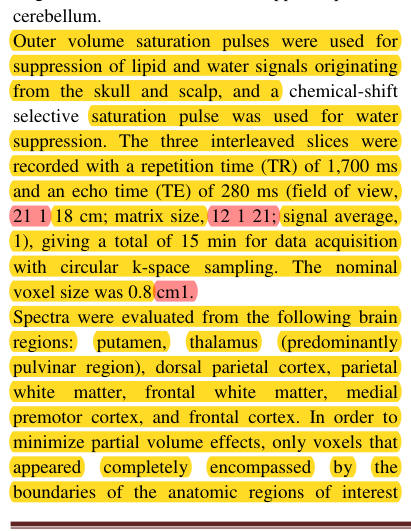 cerebellum.
Outer volume saturation pulses were used for
suppression of lipid and water signals originating
from the skull and scalp, and a chemical-shift
selective saturation pulse was used for water
suppression. The three interleaved slices were
recorded with a repetition time (TR) of 1,700 ms
and an echo time (TE) of 280 ms (field of view,
21 1 18 cm; matrix size, 12 1 21; signal average,
1), giving a total of 15 min for data acquisition
with circular k-space sampling. The nominal
voxel size was 0.8 cm1.
Spectra were evaluated from the following brain
regions: putamen, thalamus (predominantly
pulvinar region), dorsal parietal cortex, parietal
white matter, frontal white matter, medial
premotor cortex, and frontal cortex. In order to
minimize partial volume effects, only voxels that
appeared completely encompassed by the
boundaries of the anatomic regions of interest